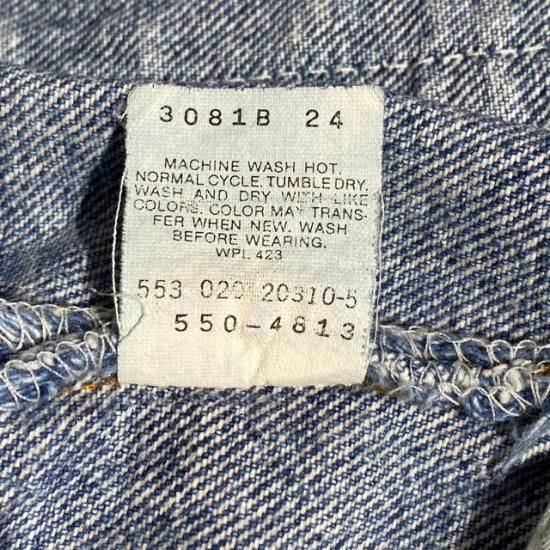 3081B 24
MACHINE WASH HOT.
NORMAL CYCLE. TUMBLE DRY.
WASH AND DRY WITH LIKE
COLORS. COLOR MAY TRANS-
FER WHEN NEW. WASH
BEFORE WEARING.
WPL 423
553 020 20310-5
550-4813